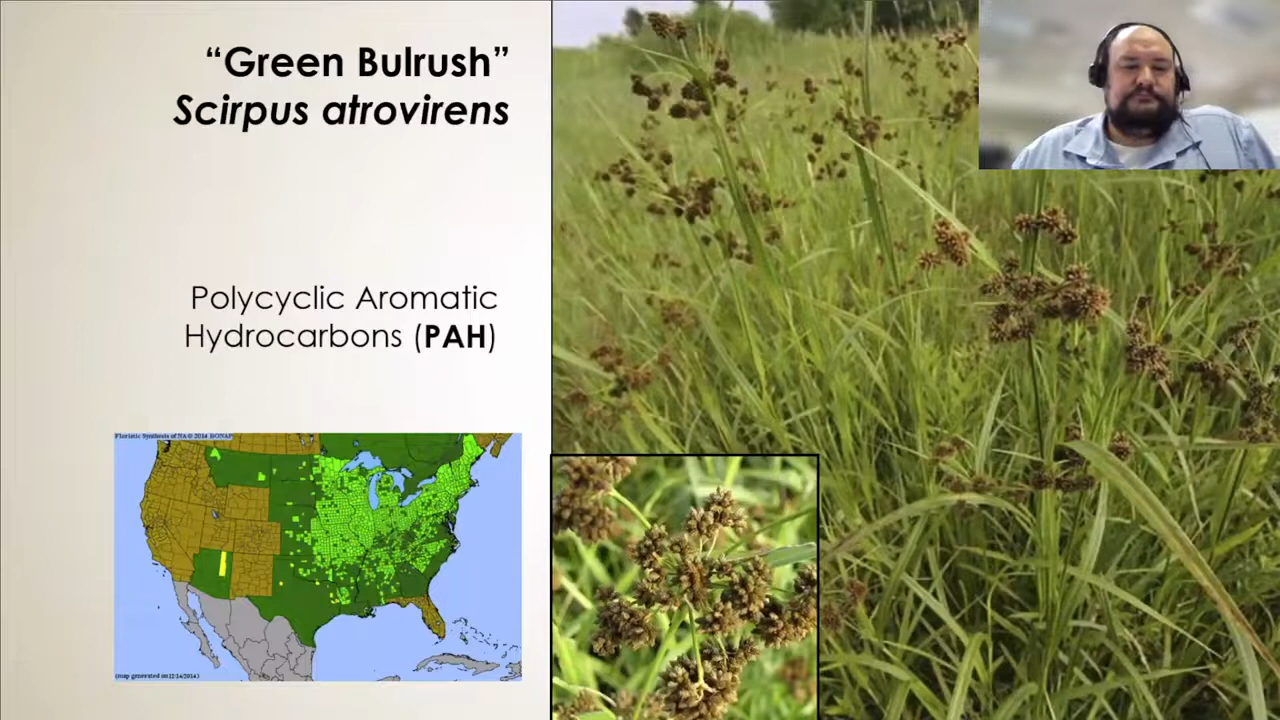 “Green Bulrush”
Scirpus atrovirens
Polycyclic Aromatic
Hydrocarbons (PAH)
Floristic Synthesis of NA © 2014 BONAP
(map generated on 12/14/2014)